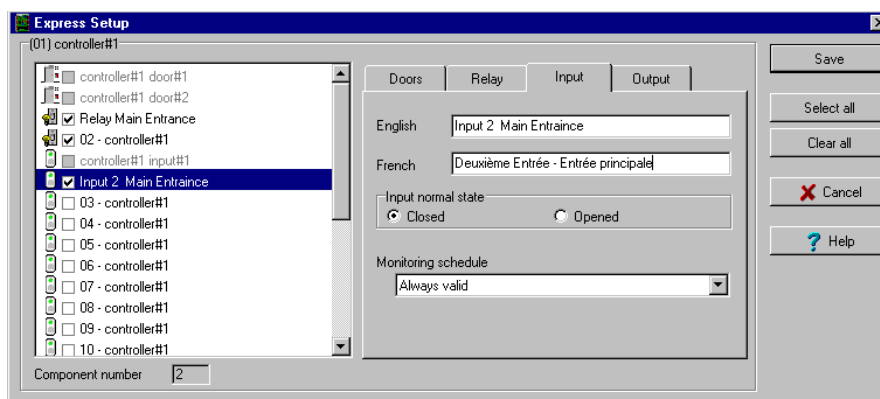 Express Setup
(01) controller#1
controller#1 door#1
controller#1 door#2
Relay Main Entrance
02 - controller#1
controller#1 input#1
Input 2 Main Entraince
03 - controller#1
04 - controller#1
05 - controller#1
06 - controller#1
07 - controller#1
08 - controller#1
09 - controller#1
10 - controller#1
Component number 2
Doors Relay Input Output
English Input 2 Main Entraince
French Deuxième Entrée - Entrée principale
Input normal state
Closed Opened
Monitoring schedule
Always valid
Save
Select all
Clear all
Cancel
? Help